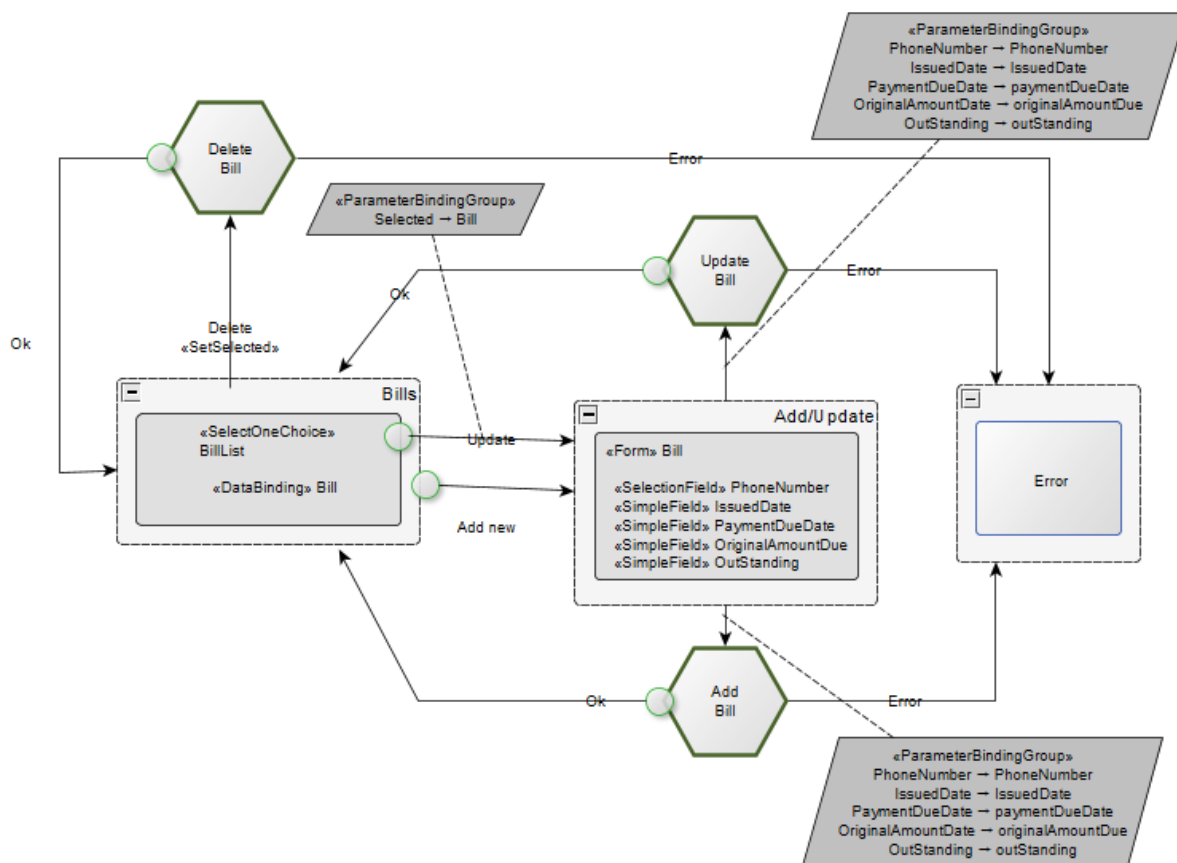 «ParameterBindingGroup»
PhoneNumber → PhoneNumber
IssuedDate → IssuedDate
PaymentDueDate → paymentDueDate
OriginalAmountDate → originalAmountDue
OutStanding → outStanding
Delete
Bill
Error
«ParameterBindingGroup»
Selected → Bill
Update
Bill
Error
Ok
Delete
«SetSelected»
Ok
Bills
«SelectOneChoice»
BillList
«DataBinding» Bill
Update
Add new
Add/Update
«Form» Bill
«SelectionField» PhoneNumber
«SimpleField» IssuedDate
«SimpleField» PaymentDueDate
«SimpleField» OriginalAmountDue
«SimpleField» OutStanding
Error
Ok
Add
Bill
Error
«ParameterBindingGroup»
PhoneNumber → PhoneNumber
IssuedDate → IssuedDate
PaymentDueDate → paymentDueDate
OriginalAmountDate → originalAmountDue
OutStanding → outStanding